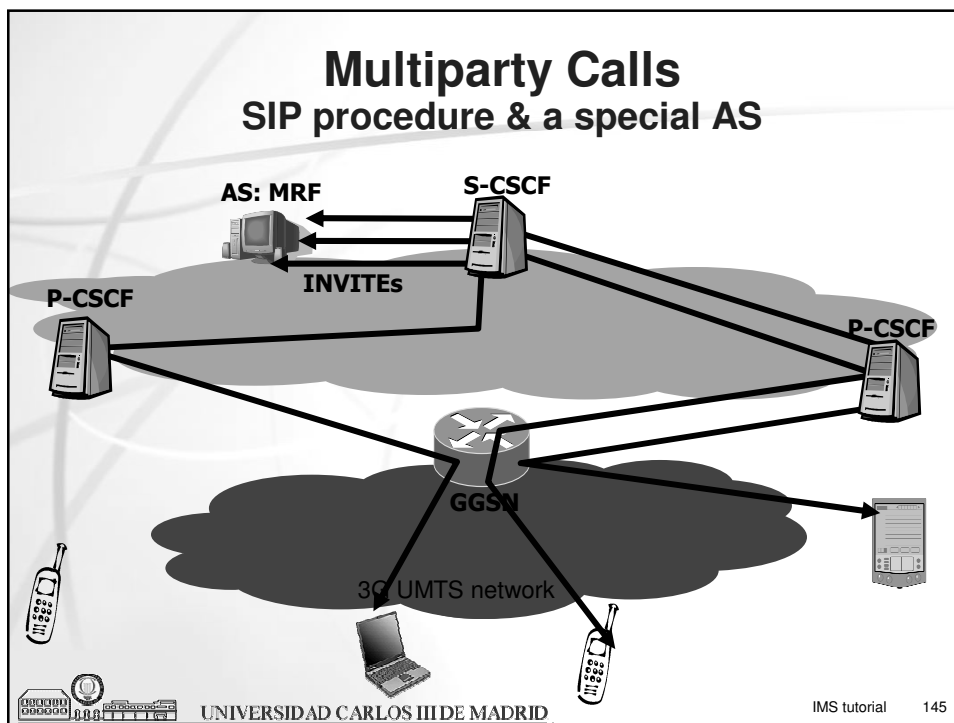 Multiparty Calls
SIP procedure & a special AS
AS: MRF
S-CSCF
INVITEs
P-CSCF
P-CSCF
GGSN
3G UMTS network
UNIVERSIDAD CARLOS III DE MADRID
IMS tutorial 145